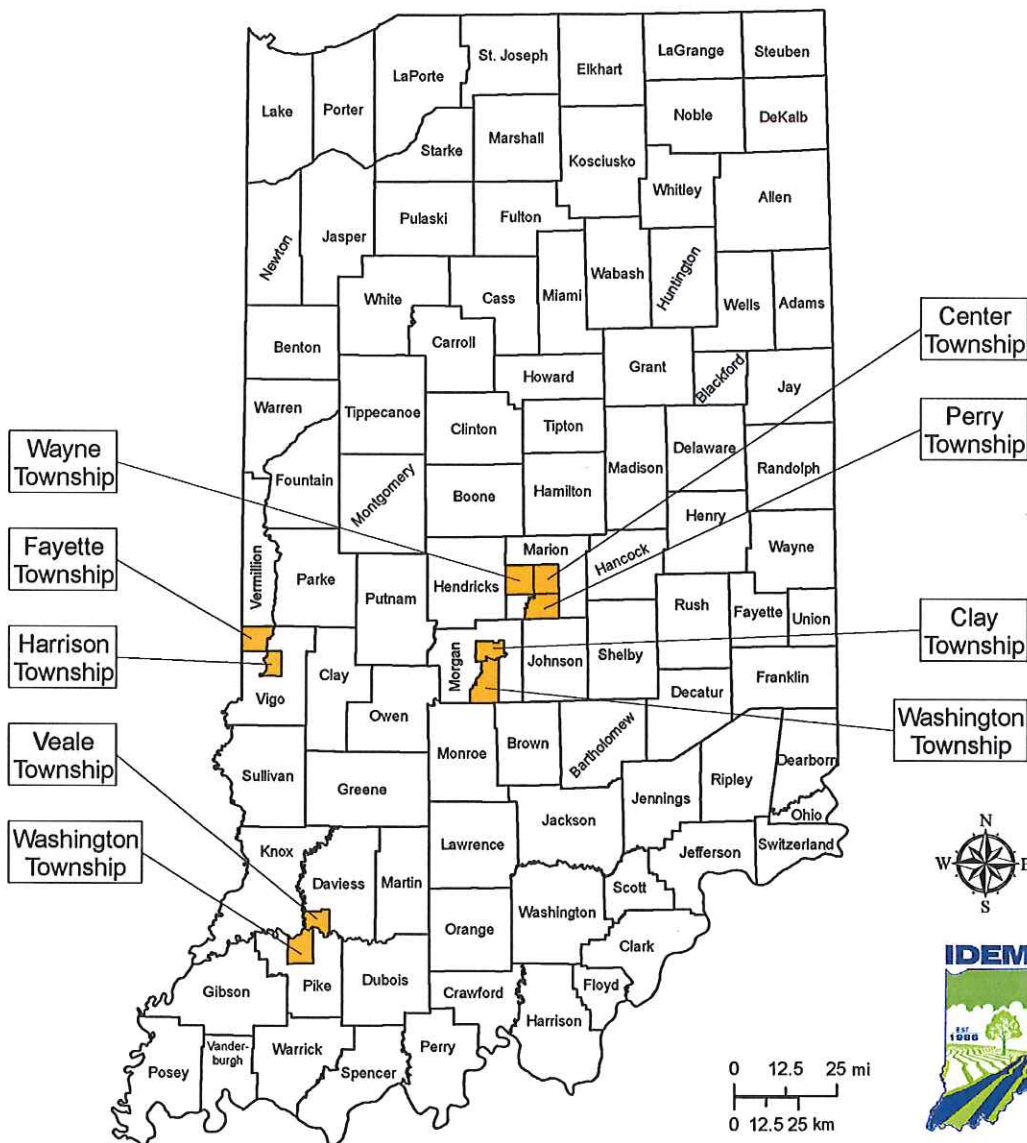 St. Joseph
LaGrange
Steuben
Elkhart
LaPorte
Lake
Porter
Noble
DeKalb
Marshall
Starke
Kosciusko
Whitley
Allen
Pulaski
Fulton
Jasper
Newton
Wabash
Huntington
Miami
White
Cass
Wells
Adams
Carroll
Benton
Grant
Blackford
Howard
Jay
Warren
Tippecanoe
Clinton
Tipton
Delaware
Madison
Randolph
Fountain
Montgomery
Boone
Hamilton
Henry
Marion
Hancock
Wayne
Vermillion
Parke
Hendricks
Putnam
Rush
Fayette
Union
Morgan
Johnson
Shelby
Clay
Vigo
Franklin
Decatur
Owen
Monroe
Brown
Bartholomew
Dearborn
Sullivan
Ripley
Greene
Jennings
Ohio
Jackson
Lawrence
Jefferson
Switzerland
Knox
Daviess
Martin
Scott
Washington
Orange
Clark
Gibson
Pike
Dubois
Crawford
Floyd
Harrison
Vander-
burgh
Warrick
Perry
Posey
Spencer
Center
Township
Perry
Township
Clay
Township
Washington
Township
Wayne
Township
Fayette
Township
Harrison
Township
Veale
Township
Washington
Township
N
W E
S
IDEM
EST
1986
0 12.5 25 mi
0 12.5 25 km